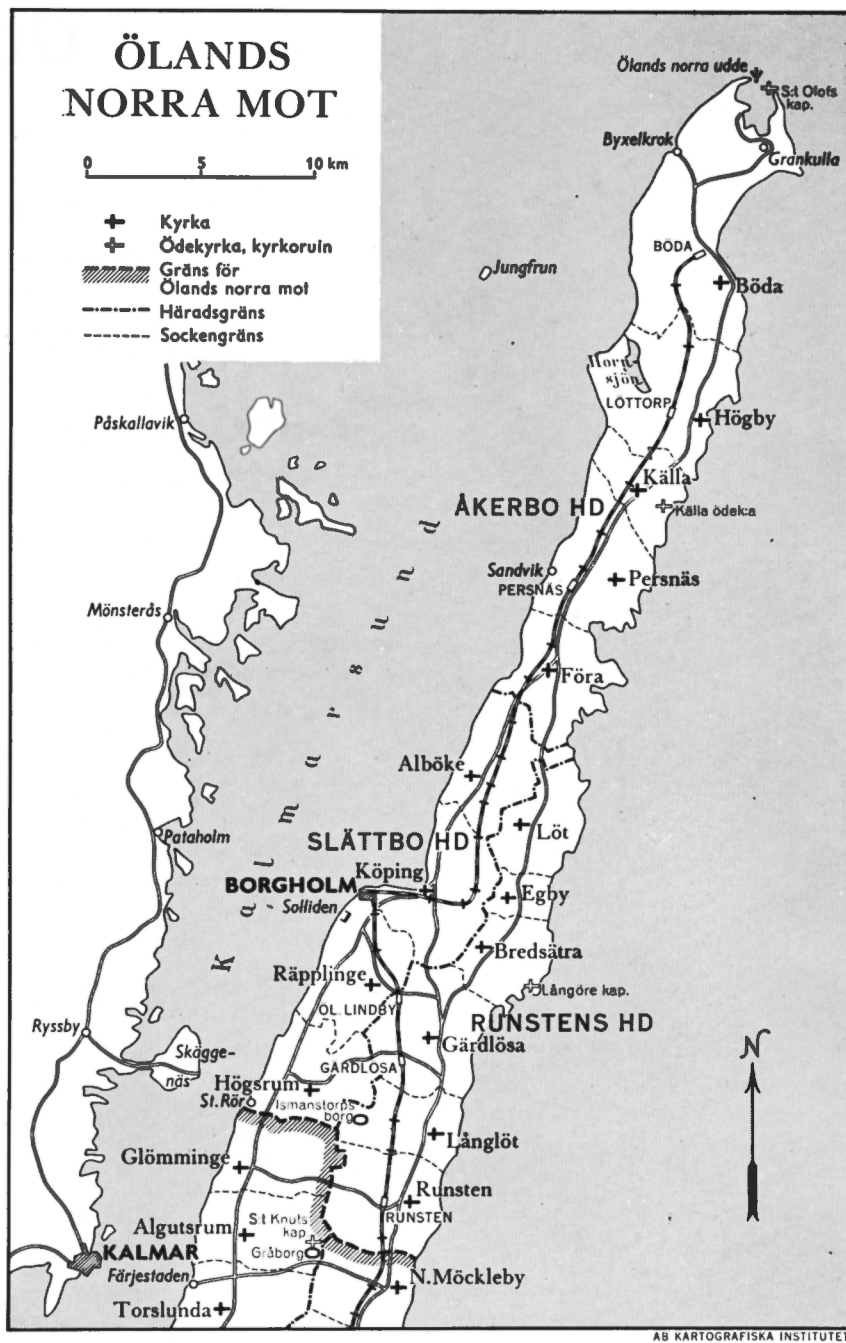 ÖLANDS
NORRA MOT
0 5 10 km
Kyrka
Ödekyrka, kyrkoruin
Gräns för
Ölands norra mot
Häradsgräns
Sockengräns
Ölands norra udde
S:t Olofs
kap.
Byxelkrok
Grankulla
BÖDA
Jungfrun
Böda
Horn
sjön
LÖTTORP
Påskallavik
Högby
Källa
ÅKERBO HD
Källa ödek:a
Sandvik
PERSNÄS
Persnäs
Mönsterås
Kalmarsund
Föra
Alböke
Pataholm
Löt
SLÄTTBO HD
Köping
BORGHOLM
Egby
Solliden
Bredsätra
Räpplinge
Långöre kap.
ÖL. LINDBY
RUNSTENS HD
Ryssby
Gärdlösa
Skägge-
näs
GÄRDLÖSA
Högsrum
N
St. Rör
Ismanstorps
borg
Långlöt
Glömminge
Runsten
Algutsrum
S:t Knuts
kap.
RUNSTEN
KALMAR
Gråborg
Färjestaden
N. Möckleby
Torslunda
AB KARTOGRAFISKA INSTITUTET